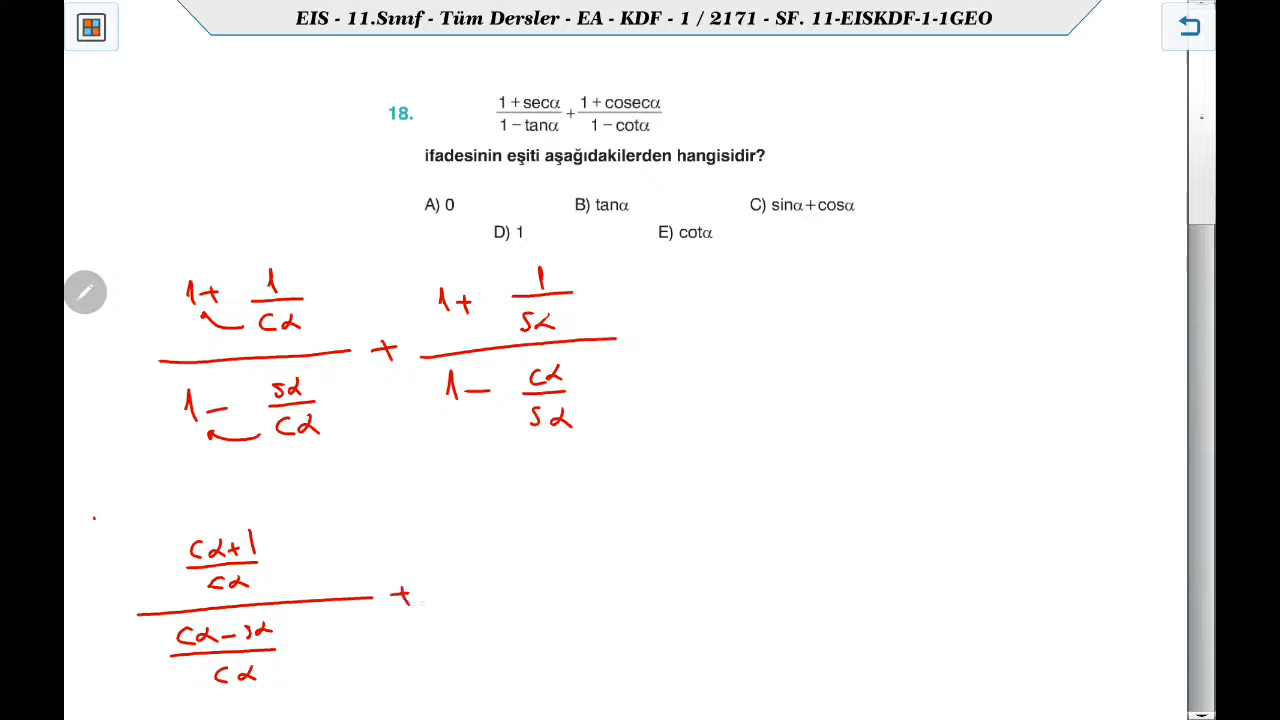 EIS - 11.Sınıf - Tüm Dersler - EA - KDF - 1 / 2171 - SF. 11-EISKDF-1-1GEO
18. (1+secα)/(1−tanα) + (1+cosecα)/(1−cotα)
ifadesinin eşiti aşağıdakilerden hangisidir?
A) 0 B) tanα C) sinα+cosα
D) 1 E) cotα
(1+ 1/cα)/(1− sα/cα) + (1+ 1/sα)/(1− cα/sα)
((cα+1)/cα)/((cα−sα)/cα) +